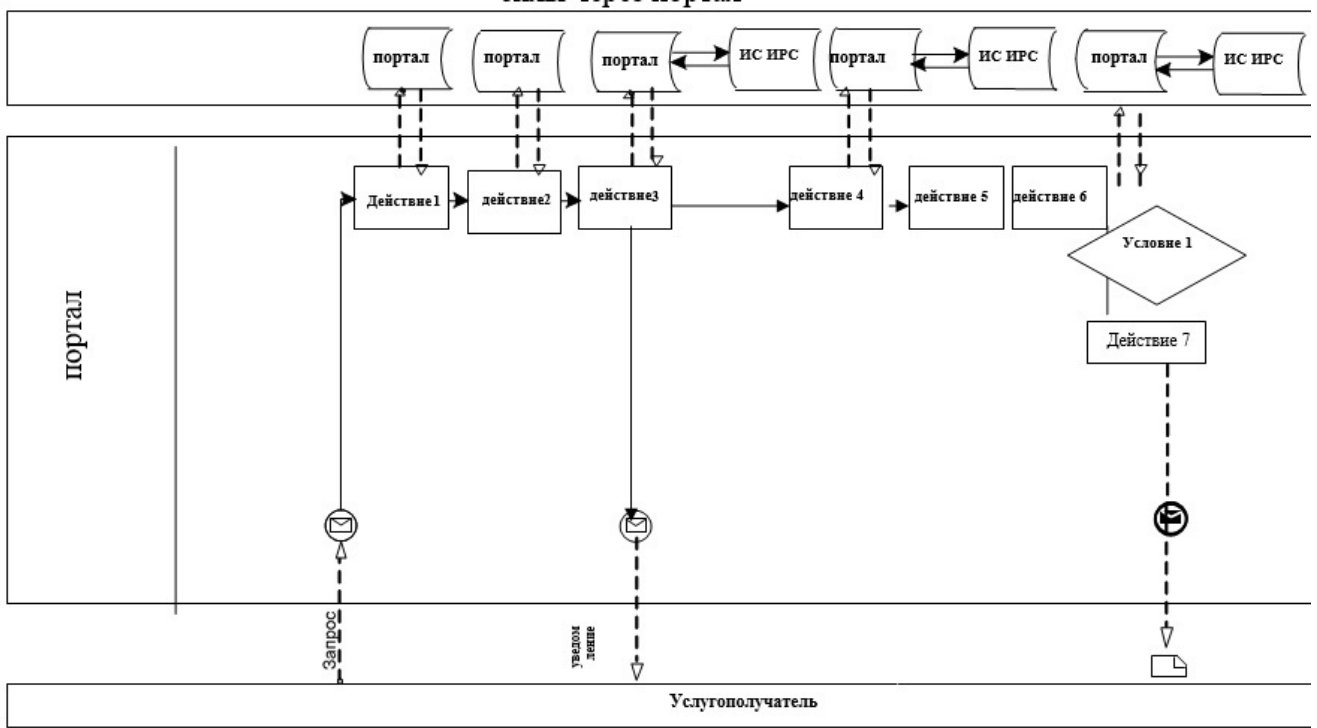 портал
портал
портал
ИС ИРС
портал
ИС ИРС
портал
ИС ИРС
Действие1
действие2
действие3
действие 4
действие 5
действие 6
Условие 1
портал
Действие 7
Запрос
уведом
ление
Услугополучатель